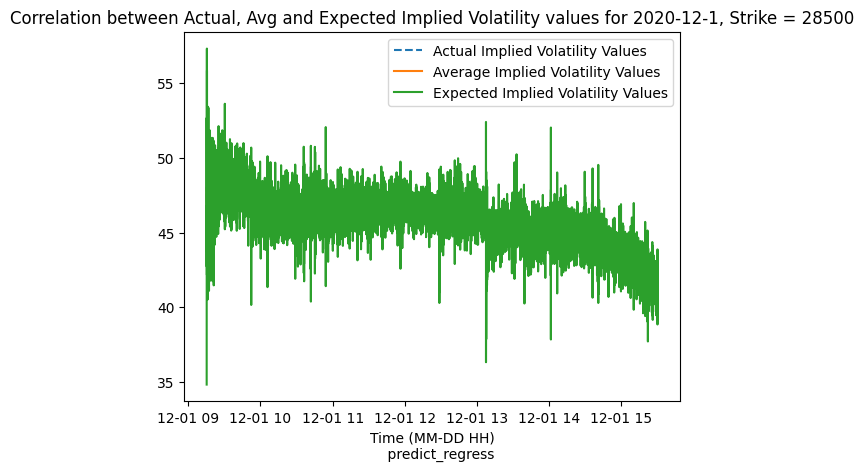 Correlation between Actual, Avg and Expected Implied Volatility values for 2020-12-1, Strike = 28500
Actual Implied Volatility Values
Average Implied Volatility Values
Expected Implied Volatility Values
55
50
45
40
35
12-01 09 12-01 10 12-01 11 12-01 12 12-01 13 12-01 14 12-01 15
Time (MM-DD HH)
predict_regress